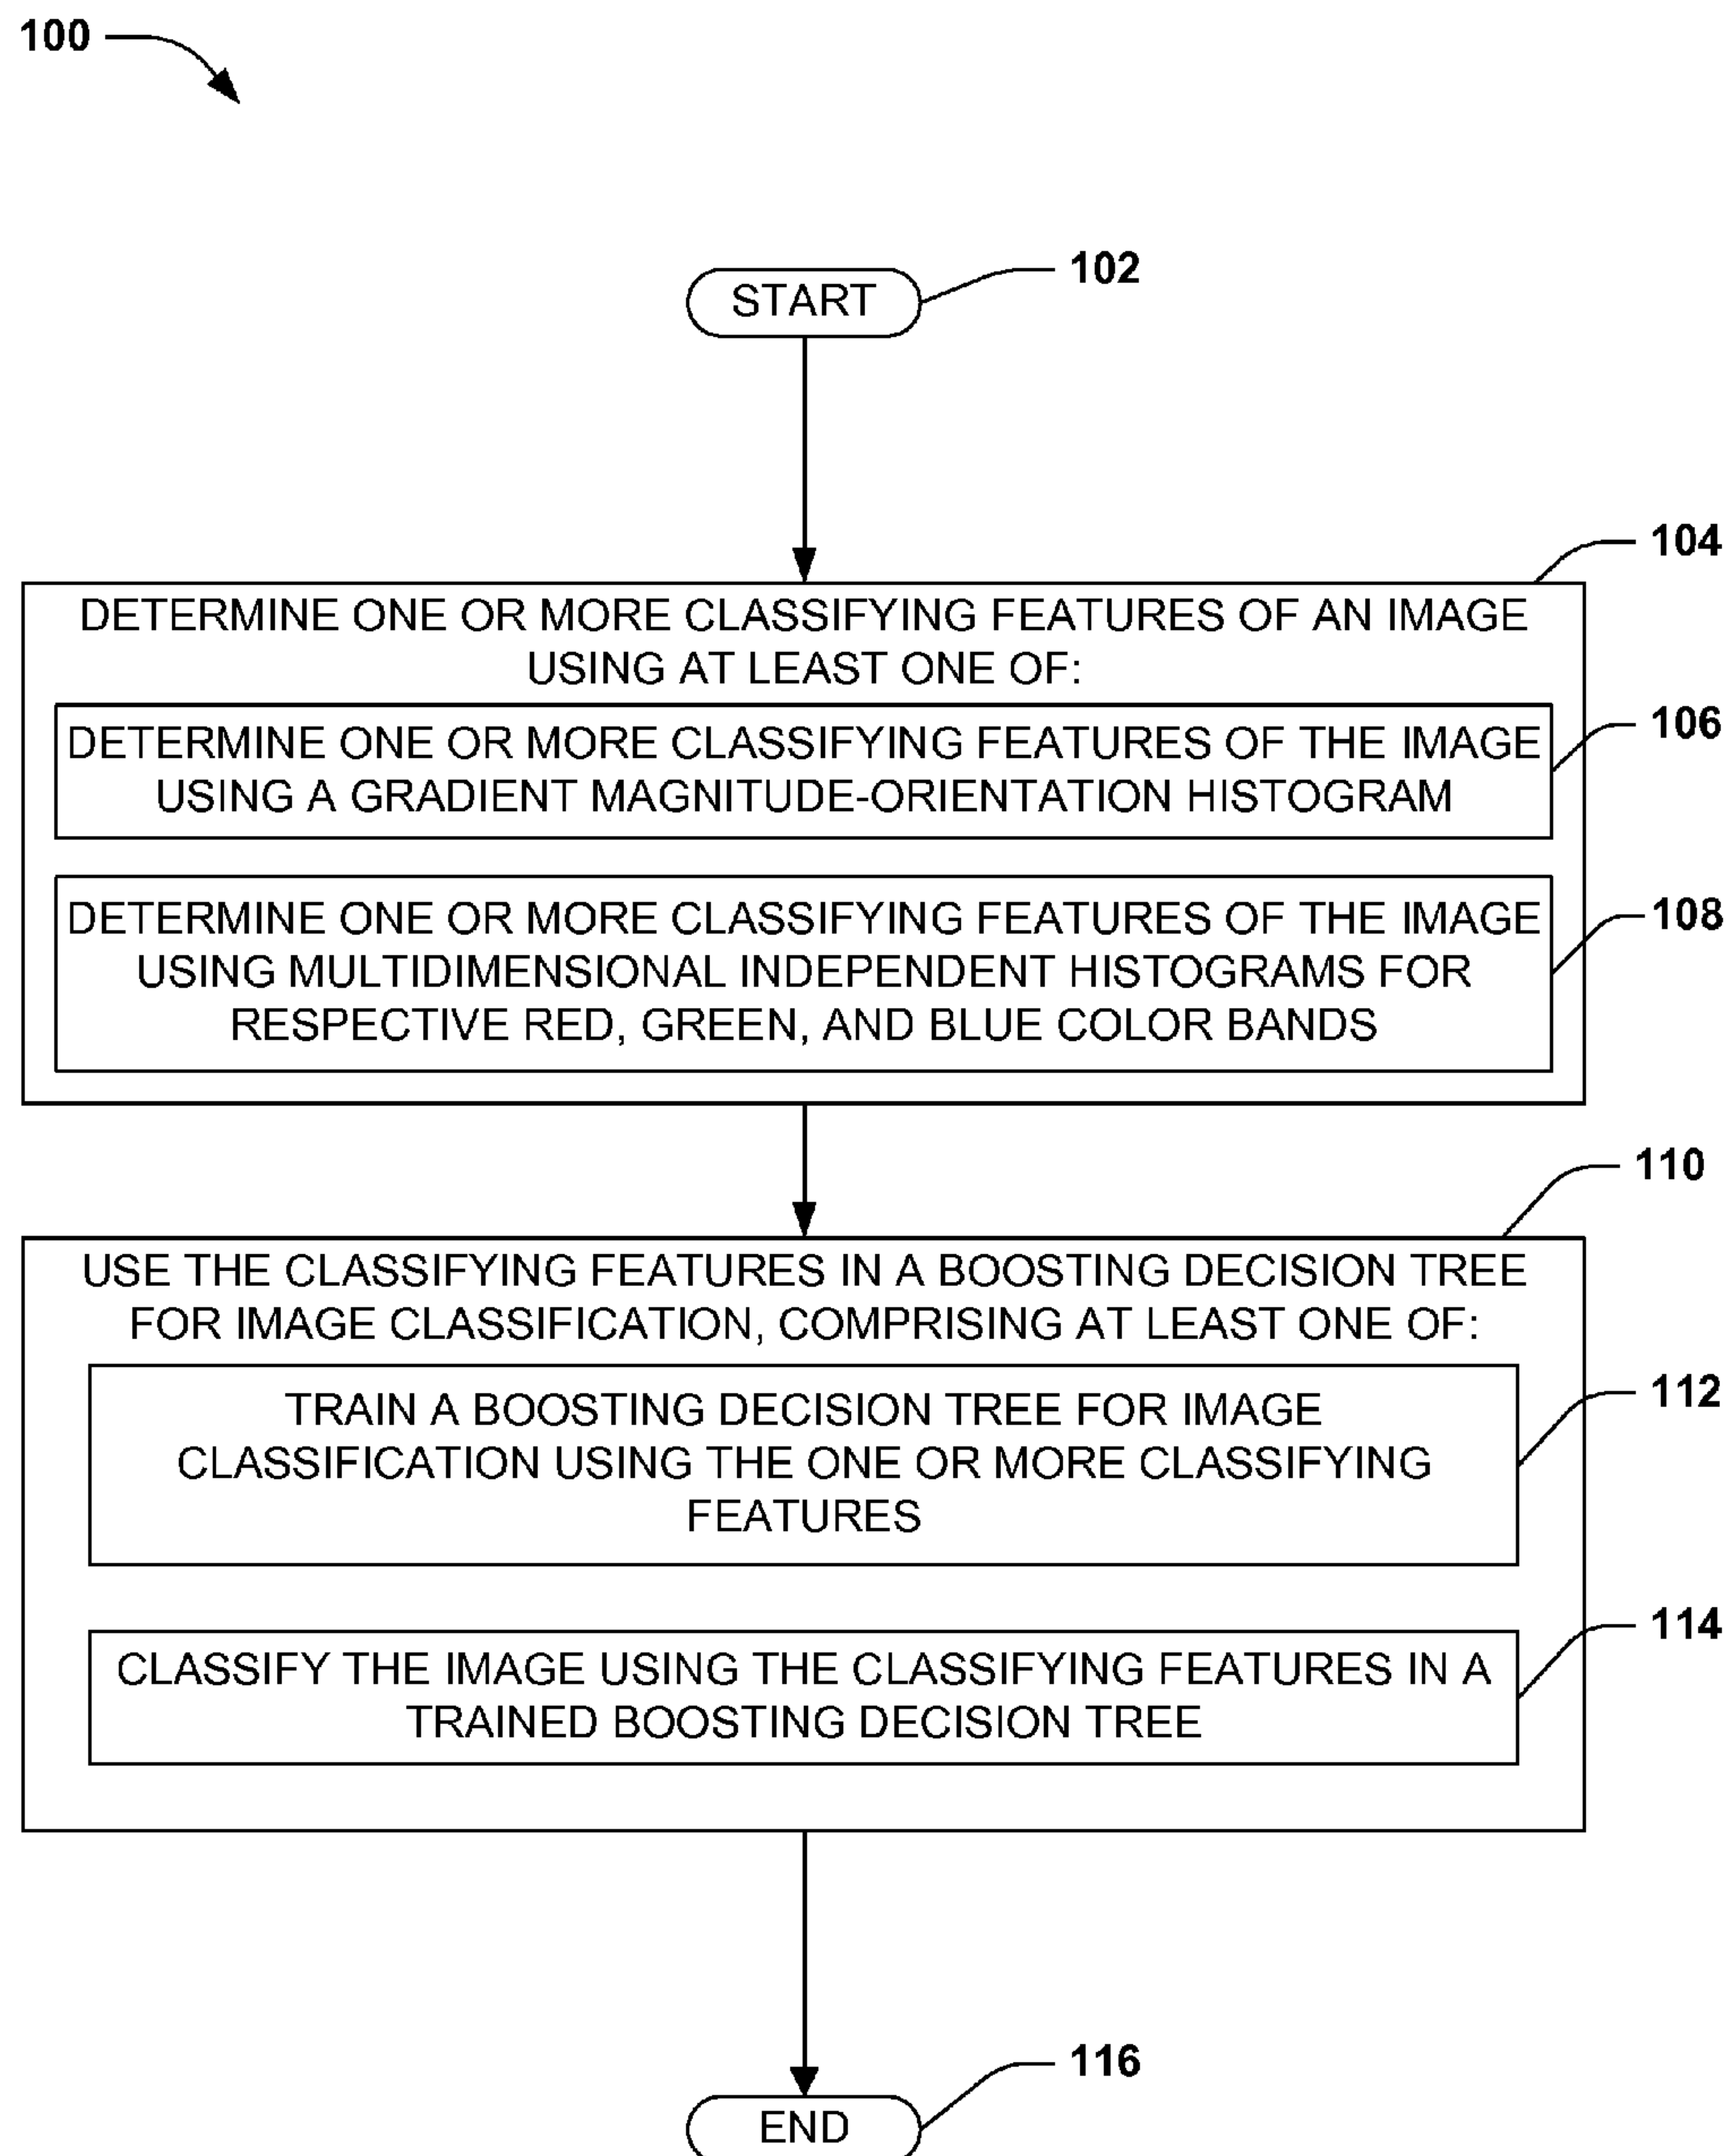 100
START
102
104
DETERMINE ONE OR MORE CLASSIFYING FEATURES OF AN IMAGE
USING AT LEAST ONE OF:
106
DETERMINE ONE OR MORE CLASSIFYING FEATURES OF THE IMAGE
USING A GRADIENT MAGNITUDE-ORIENTATION HISTOGRAM
108
DETERMINE ONE OR MORE CLASSIFYING FEATURES OF THE IMAGE
USING MULTIDIMENSIONAL INDEPENDENT HISTOGRAMS FOR
RESPECTIVE RED, GREEN, AND BLUE COLOR BANDS
110
USE THE CLASSIFYING FEATURES IN A BOOSTING DECISION TREE
FOR IMAGE CLASSIFICATION, COMPRISING AT LEAST ONE OF:
112
TRAIN A BOOSTING DECISION TREE FOR IMAGE
CLASSIFICATION USING THE ONE OR MORE CLASSIFYING
FEATURES
114
CLASSIFY THE IMAGE USING THE CLASSIFYING FEATURES IN A
TRAINED BOOSTING DECISION TREE
116
END